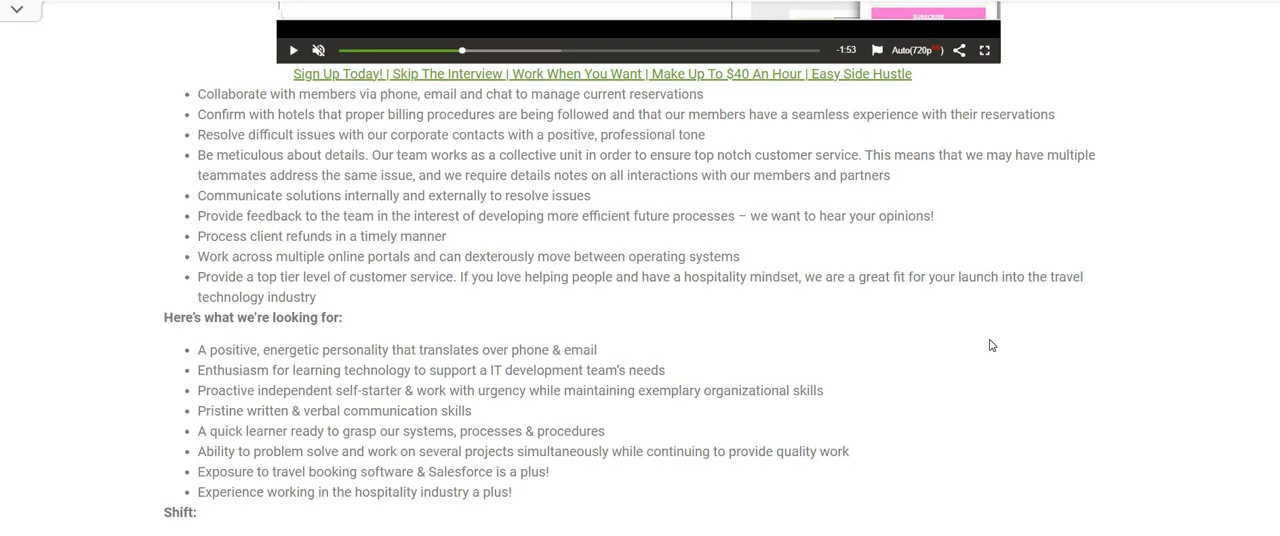 SUBSCRIBE
-1:53
Auto(720p)
Sign Up Today! | Skip The Interview | Work When You Want | Make Up To $40 An Hour | Easy Side Hustle
• Collaborate with members via phone, email and chat to manage current reservations
• Confirm with hotels that proper billing procedures are being followed and that our members have a seamless experience with their reservations
• Resolve difficult issues with our corporate contacts with a positive, professional tone
• Be meticulous about details. Our team works as a collective unit in order to ensure top notch customer service. This means that we may have multiple
teammates address the same issue, and we require details notes on all interactions with our members and partners
• Communicate solutions internally and externally to resolve issues
• Provide feedback to the team in the interest of developing more efficient future processes – we want to hear your opinions!
• Process client refunds in a timely manner
• Work across multiple online portals and can dexterously move between operating systems
• Provide a top tier level of customer service. If you love helping people and have a hospitality mindset, we are a great fit for your launch into the travel
technology industry
Here's what we're looking for:
• A positive, energetic personality that translates over phone & email
• Enthusiasm for learning technology to support a IT development team's needs
• Proactive independent self-starter & work with urgency while maintaining exemplary organizational skills
• Pristine written & verbal communication skills
• A quick learner ready to grasp our systems, processes & procedures
• Ability to problem solve and work on several projects simultaneously while continuing to provide quality work
• Exposure to travel booking software & Salesforce is a plus!
• Experience working in the hospitality industry a plus!
Shift: